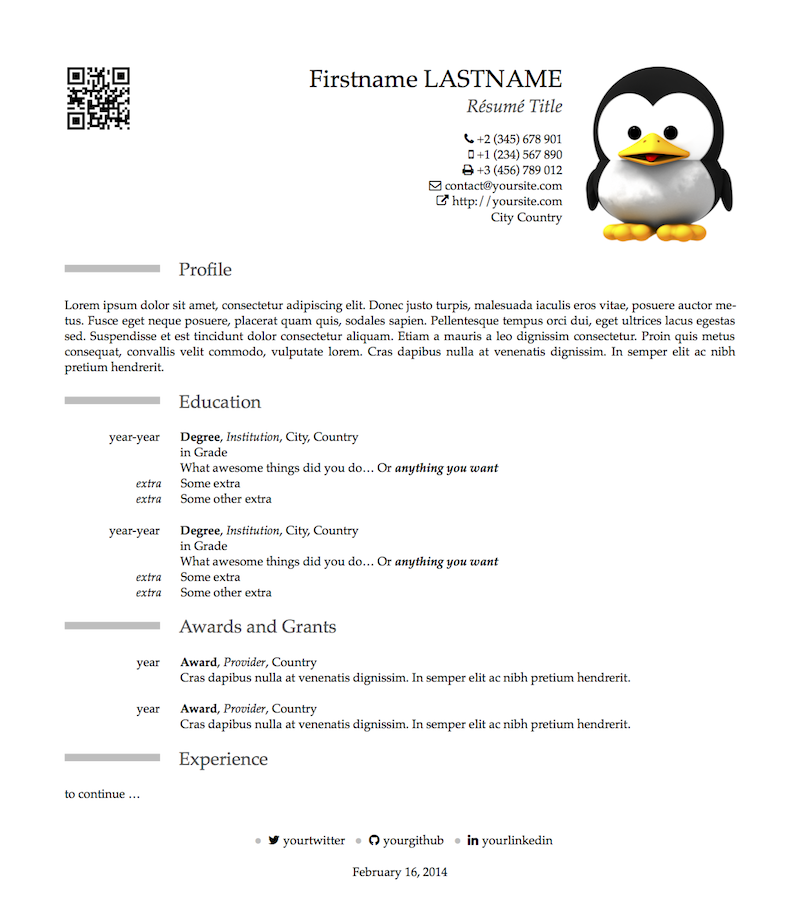 Firstname LASTNAME
Résumé Title
+2 (345) 678 901
+1 (234) 567 890
+3 (456) 789 012
contact@yoursite.com
http://yoursite.com
City Country
Profile
Lorem ipsum dolor sit amet, consectetur adipiscing elit. Donec justo turpis, malesuada iaculis eros vitae, posuere auctor me-
tus. Fusce eget neque posuere, placerat quam quis, sodales sapien. Pellentesque tempus orci dui, eget ultrices lacus egestas
sed. Suspendisse et est tincidunt dolor consectetur aliquam. Etiam a mauris a leo dignissim consectetur. Proin quis metus
consequat, convallis velit commodo, vulputate lorem. Cras dapibus nulla at venenatis dignissim. In semper elit ac nibh
pretium hendrerit.
Education
year-year Degree, Institution, City, Country
in Grade
What awesome things did you do… Or anything you want
extra Some extra
extra Some other extra
year-year Degree, Institution, City, Country
in Grade
What awesome things did you do… Or anything you want
extra Some extra
extra Some other extra
Awards and Grants
year Award, Provider, Country
Cras dapibus nulla at venenatis dignissim. In semper elit ac nibh pretium hendrerit.
year Award, Provider, Country
Cras dapibus nulla at venenatis dignissim. In semper elit ac nibh pretium hendrerit.
Experience
to continue …
● yourtwitter ● yourgithub ● in yourlinkedin
February 16, 2014